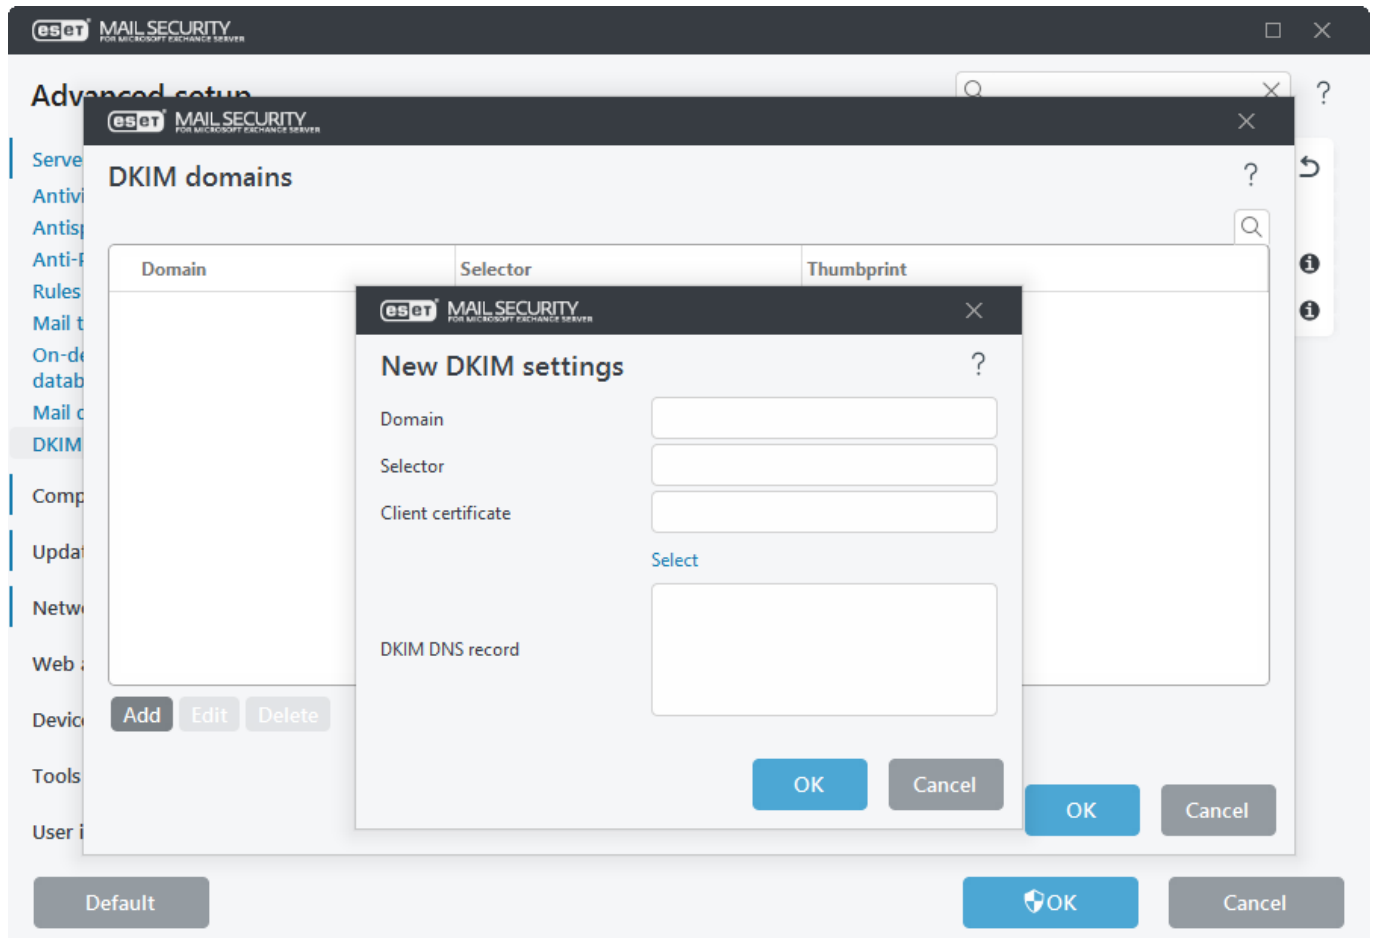 eset MAIL SECURITY
FOR MICROSOFT EXCHANGE SERVER
Advanced setup
?
eset MAIL SECURITY
FOR MICROSOFT EXCHANGE SERVER
DKIM domains
?
Domain Selector Thumbprint
eset MAIL SECURITY
FOR MICROSOFT EXCHANGE SERVER
New DKIM settings
?
Domain
Selector
Client certificate
Select
DKIM DNS record
OK Cancel
Add Edit Delete
OK Cancel
Serve
Antivi
Antisp
Anti-P
Rules
Mail t
On-de
datab
Mail
DKIM
Comp
Updat
Netw
Web a
Device
Tools
User i
Default
OK Cancel